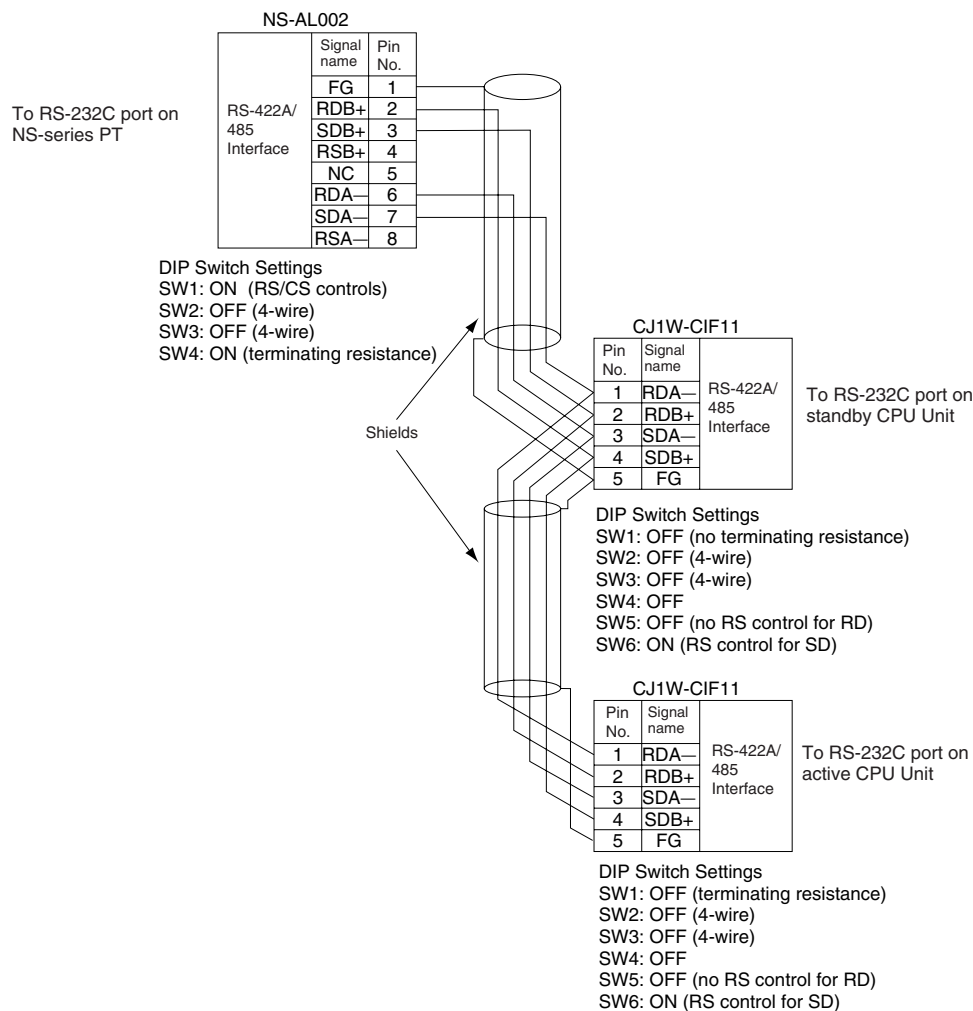 NS-AL002
Signal name Pin No.
FG 1
RDB+ 2
SDB+ 3
RSB+ 4
NC 5
RDA— 6
SDA— 7
RSA— 8
RS-422A/
485
Interface
To RS-232C port on
NS-series PT
DIP Switch Settings
SW1: ON (RS/CS controls)
SW2: OFF (4-wire)
SW3: OFF (4-wire)
SW4: ON (terminating resistance)
Shields
CJ1W-CIF11
Pin No. Signal name
1 RDA—
2 RDB+
3 SDA—
4 SDB+
5 FG
RS-422A/
485
Interface
To RS-232C port on
standby CPU Unit
DIP Switch Settings
SW1: OFF (no terminating resistance)
SW2: OFF (4-wire)
SW3: OFF (4-wire)
SW4: OFF
SW5: OFF (no RS control for RD)
SW6: ON (RS control for SD)
CJ1W-CIF11
Pin No. Signal name
1 RDA—
2 RDB+
3 SDA—
4 SDB+
5 FG
RS-422A/
485
Interface
To RS-232C port on
active CPU Unit
DIP Switch Settings
SW1: OFF (terminating resistance)
SW2: OFF (4-wire)
SW3: OFF (4-wire)
SW4: OFF
SW5: OFF (no RS control for RD)
SW6: ON (RS control for SD)